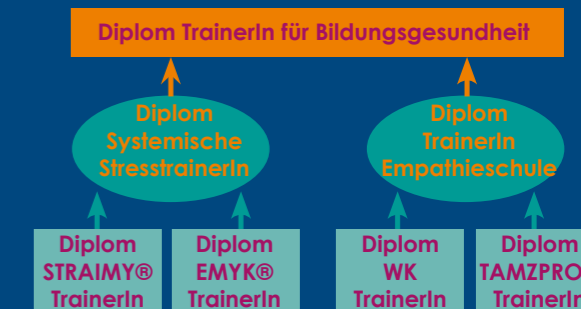 Diplom TrainerIn für Bildungsgesundheit
Diplom
Systemische
StresstrainerIn
Diplom
TrainerIn
Empathieschule
Diplom
STRAIMY®
TrainerIn
Diplom
EMYK®
TrainerIn
Diplom
WK
TrainerIn
Diplom
TrainerIn